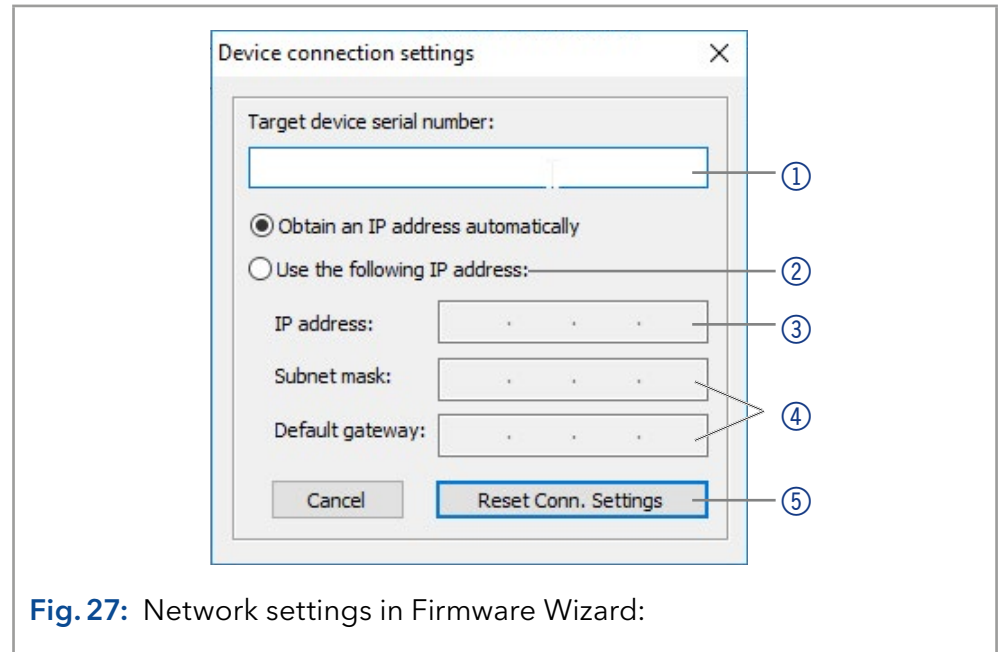 Device connection settings
Target device serial number:
①
Obtain an IP address automatically
Use the following IP address: ②
IP address: . . . ③
Subnet mask: . . .
④
Default gateway: . . .
Cancel Reset Conn. Settings ⑤
Fig. 27: Network settings in Firmware Wizard: